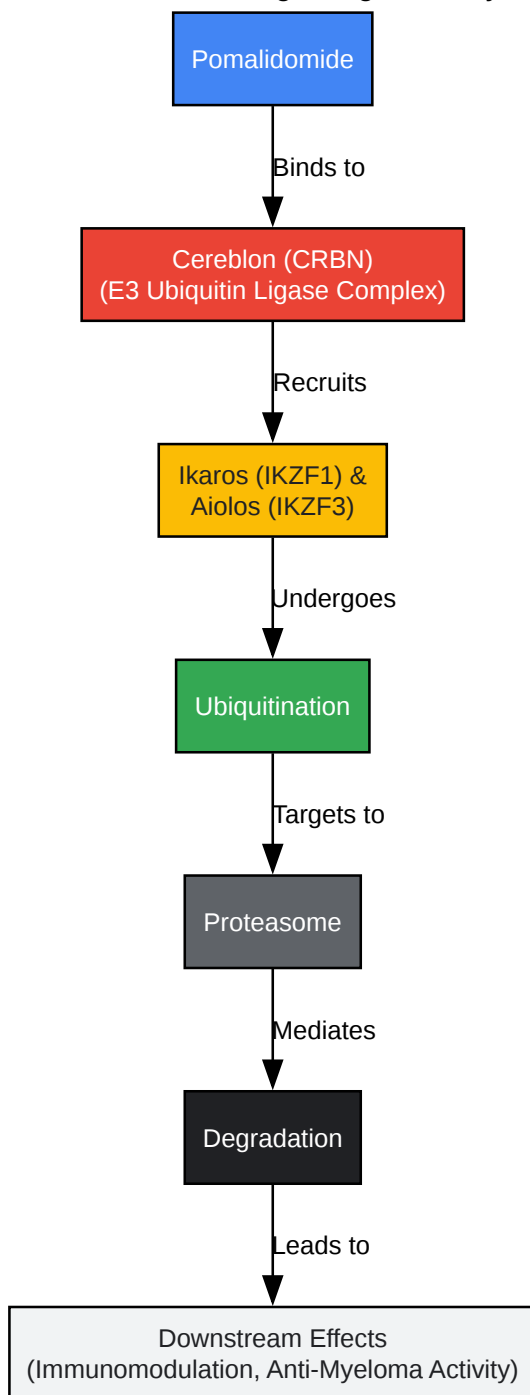 Pomalidomide
Binds to
Cereblon (CRBN)
(E3 Ubiquitin Ligase Complex)
Recruits
Ikaros (IKZF1) &
Aiolos (IKZF3)
Undergoes
Ubiquitination
Targets to
Proteasome
Mediates
Degradation
Leads to
Downstream Effects
(Immunomodulation, Anti-Myeloma Activity)